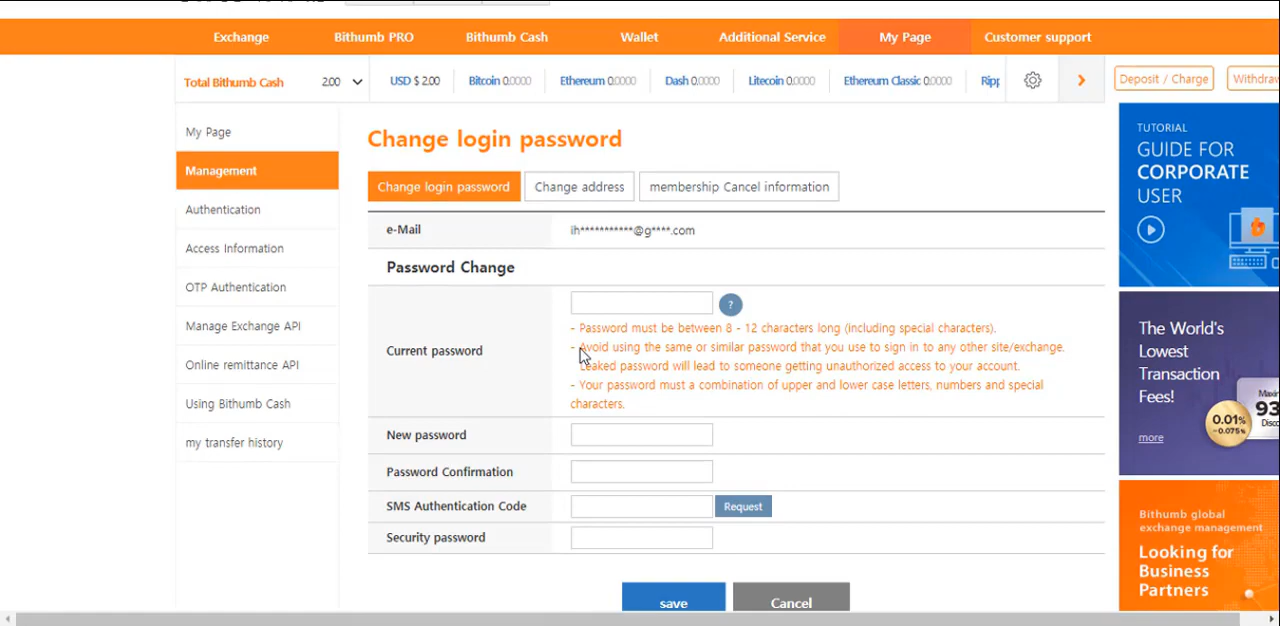 Exchange Bithumb PRO Bithumb Cash Wallet Additional Service My Page Customer support
Total Bithumb Cash 2.00 USD $ 2.00 Bitcoin 0.0000 Ethereum 0.0000 Dash 0.0000 Litecoin 0.0000 Ethereum Classic 0.0000 Ripp
Deposit / Charge Withdraw
My Page
Management
Authentication
Access Information
OTP Authentication
Manage Exchange API
Online remittance API
Using Bithumb Cash
my transfer history
Change login password
Change login password Change address membership Cancel information
e-Mail ih***********@g****.com
Password Change
Current password
?
- Password must be between 8 - 12 characters long (including special characters).
- Avoid using the same or similar password that you use to sign in to any other site/exchange.
Leaked password will lead to someone getting unauthorized access to your account.
- Your password must a combination of upper and lower case letters, numbers and special
characters.
New password
Password Confirmation
SMS Authentication Code Request
Security password
save Cancel
TUTORIAL
GUIDE FOR
CORPORATE
USER
The World's
Lowest
Transaction
Fees!
more
0.01%
~0.075%
Maxi
93
Disc
Bithumb global
exchange management
Looking for
Business
Partners